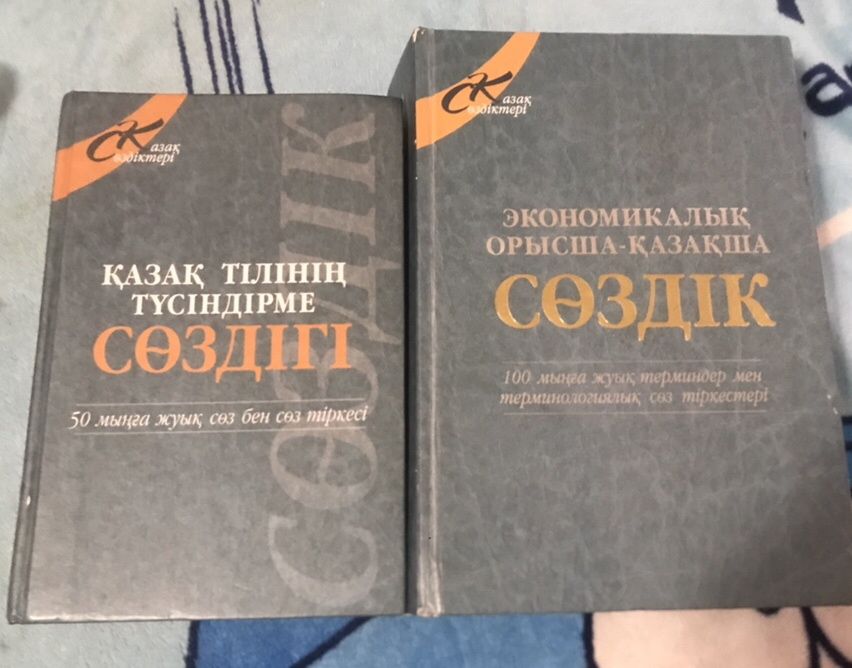 Қазақ
Сөздіктері
ҚАЗАҚ ТІЛІНІҢ
ТҮСІНДІРМЕ
СӨЗДІГІ
50 мыңға жуық сөз бен сөз тіркесі
СӨЗДІК
Қазақ
Сөздіктері
ЭКОНОМИКАЛЫҚ
ОРЫСША-ҚАЗАҚША
СӨЗДІК
100 мыңға жуық терминдер мен
терминологиялық сөз тіркестері